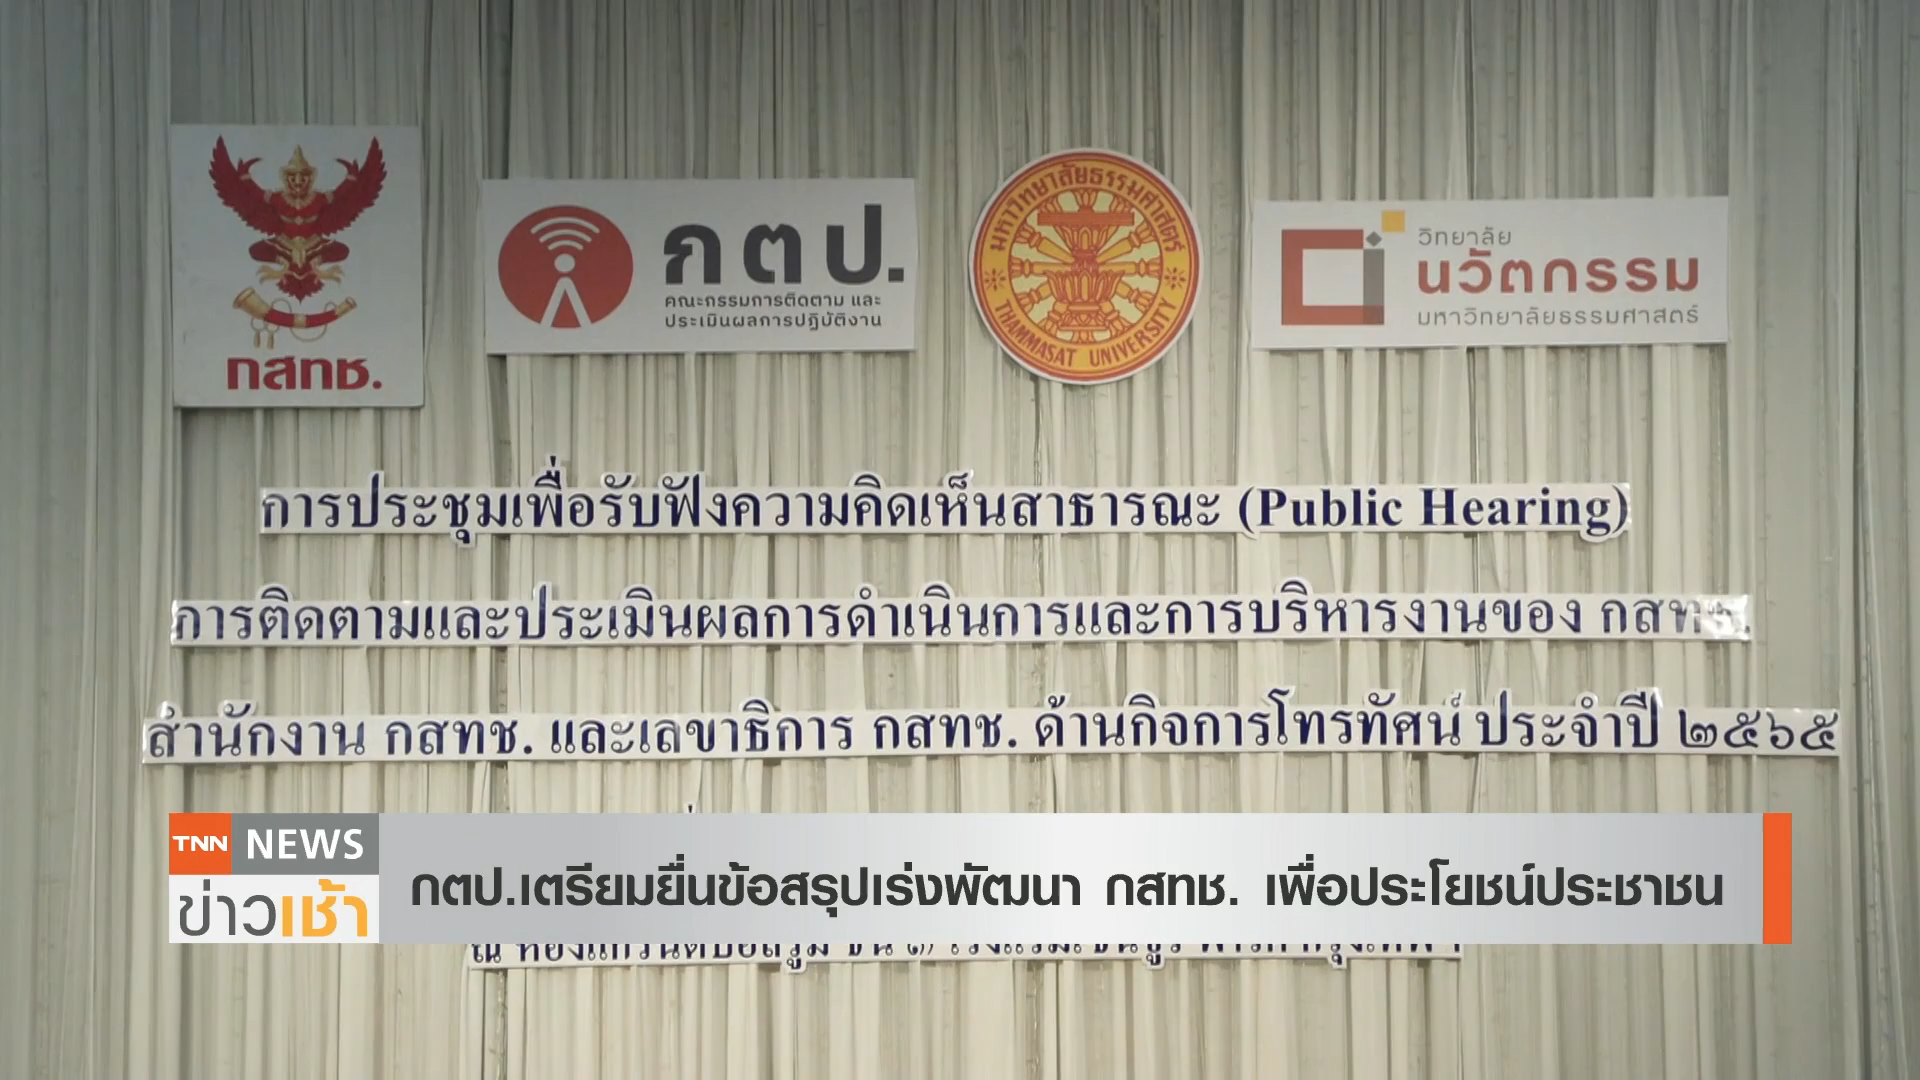 กสทช.
กตป.
คณะกรรมการติดตาม และ
ประเมินผลการปฏิบัติงาน
มหาวิทยาลัยธรรมศาสตร์
THAMMASAT UNIVERSITY
วิทยาลัย
นวัตกรรม
มหาวิทยาลัยธรรมศาสตร์
การประชุมเพื่อรับฟังความคิดเห็นสาธารณะ (Public Hearing)
การติดตามและประเมินผลการดำเนินการและการบริหารงานของ กสทช.
สำนักงาน กสทช. และเลขาธิการ กสทช. ด้านกิจการโทรทัศน์ ประจำปี ๒๕๖๕
TNN NEWS
ข่าวเช้า
กตป.เตรียมยื่นข้อสรุปเร่งพัฒนา กสทช. เพื่อประโยชน์ประชาชน